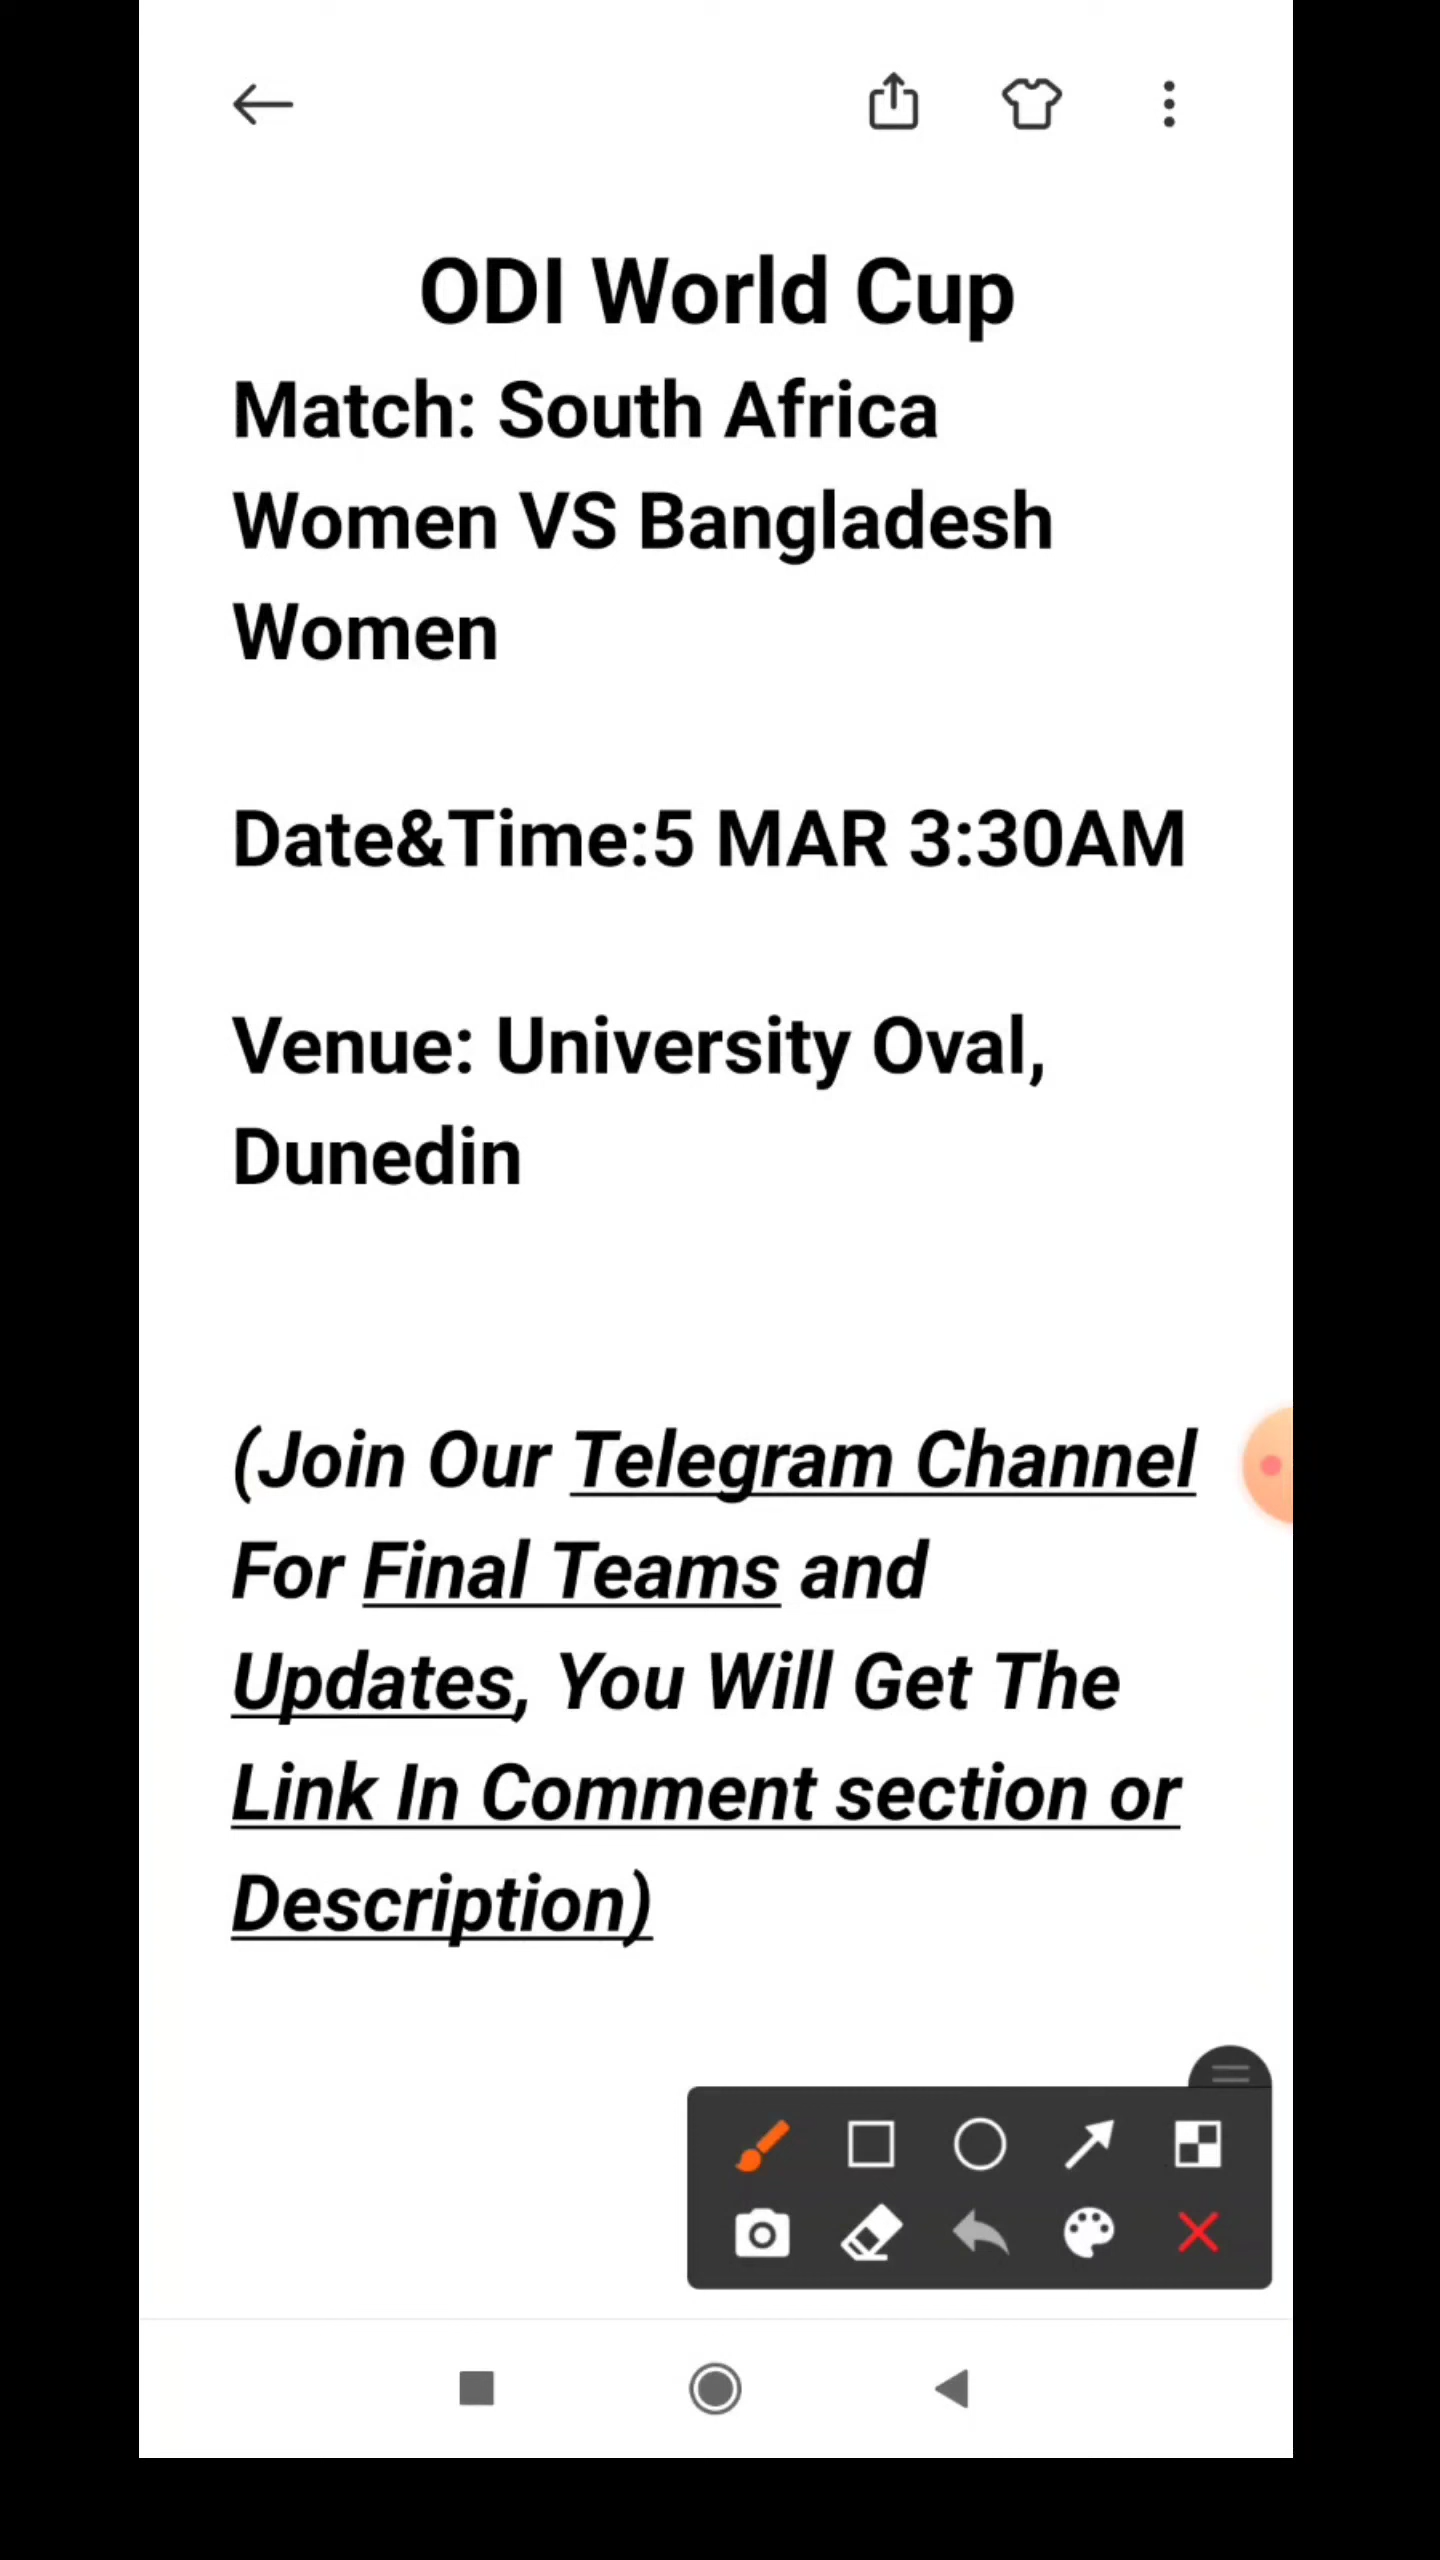 ODI World Cup
Match: South Africa
Women VS Bangladesh
Women
Date&Time:5 MAR 3:30AM
Venue: University Oval,
Dunedin
(Join Our Telegram Channel
For Final Teams and
Updates, You Will Get The
Link In Comment section or
Description)